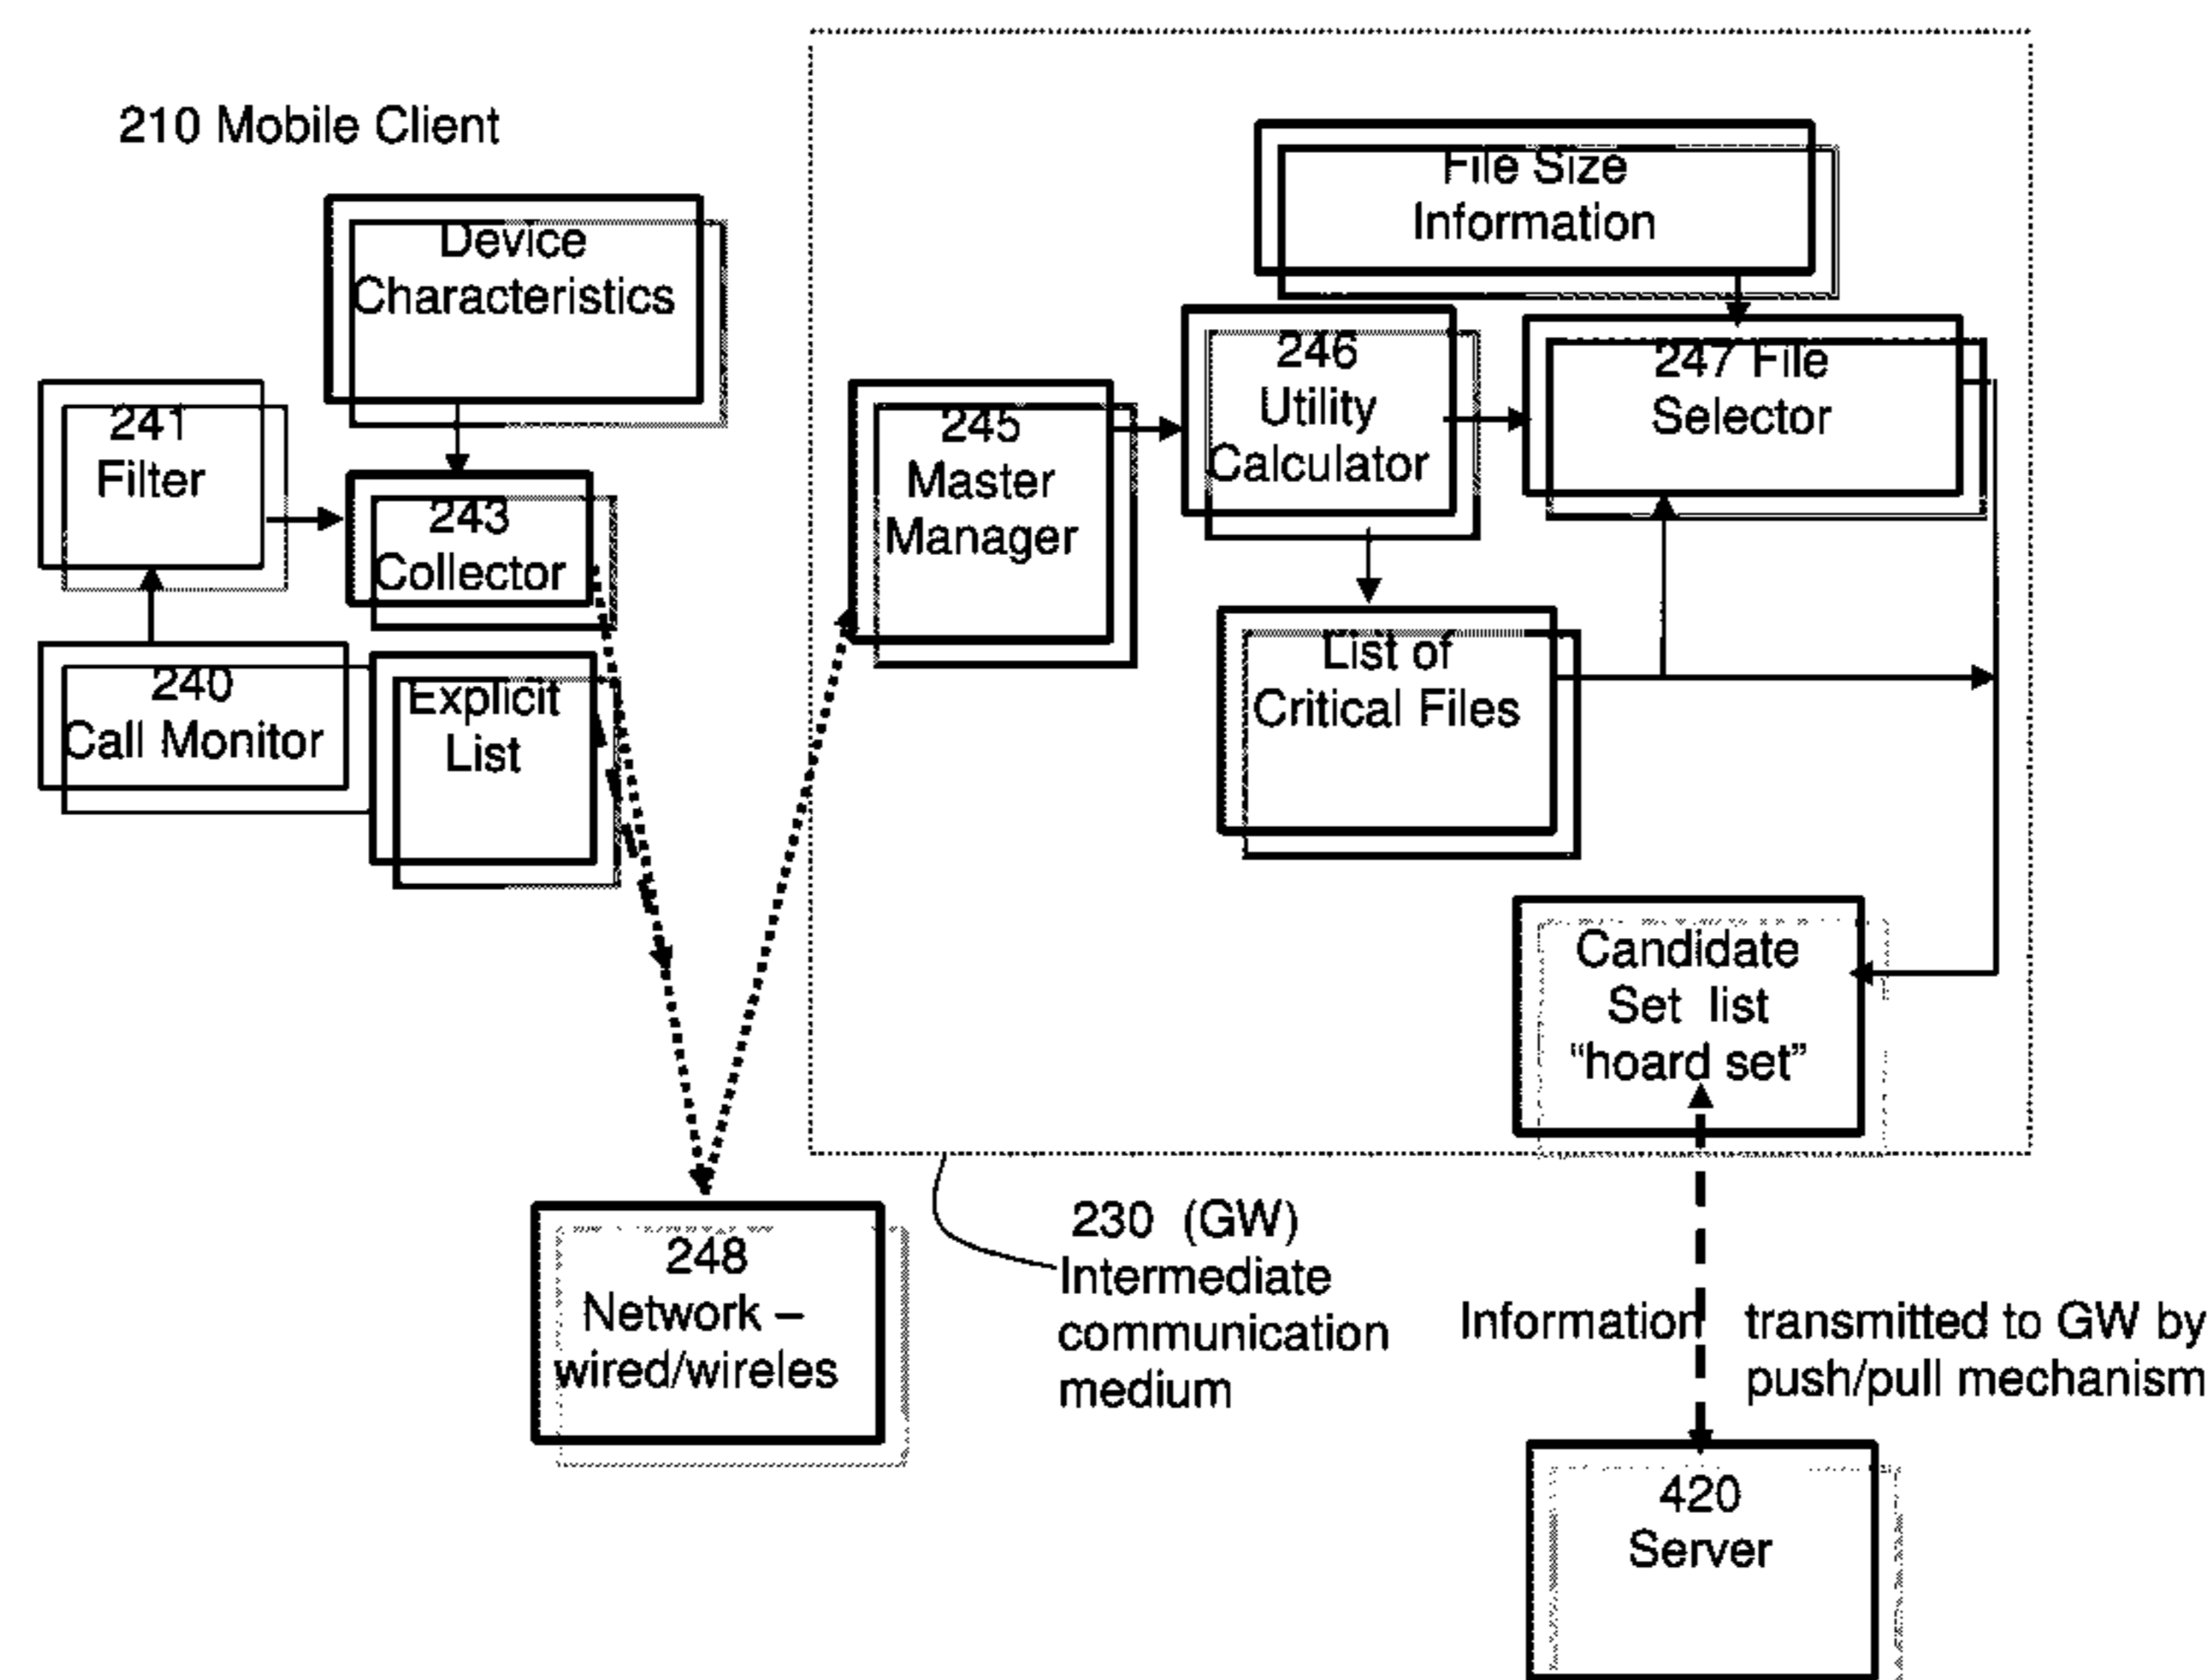 210 Mobile Client
Device
Characteristics
241
Filter
243
Collector
240
Call Monitor
Explicit
List
File Size
Information
245
Master
Manager
246
Utility
Calculator
247 File
Selector
List of
Critical Files
Candidate
Set list
"hoard set"
248
Network –
wired/wireles
230 (GW)
Intermediate
communication
medium
Information transmitted to GW by
push/pull mechanism
420
Server